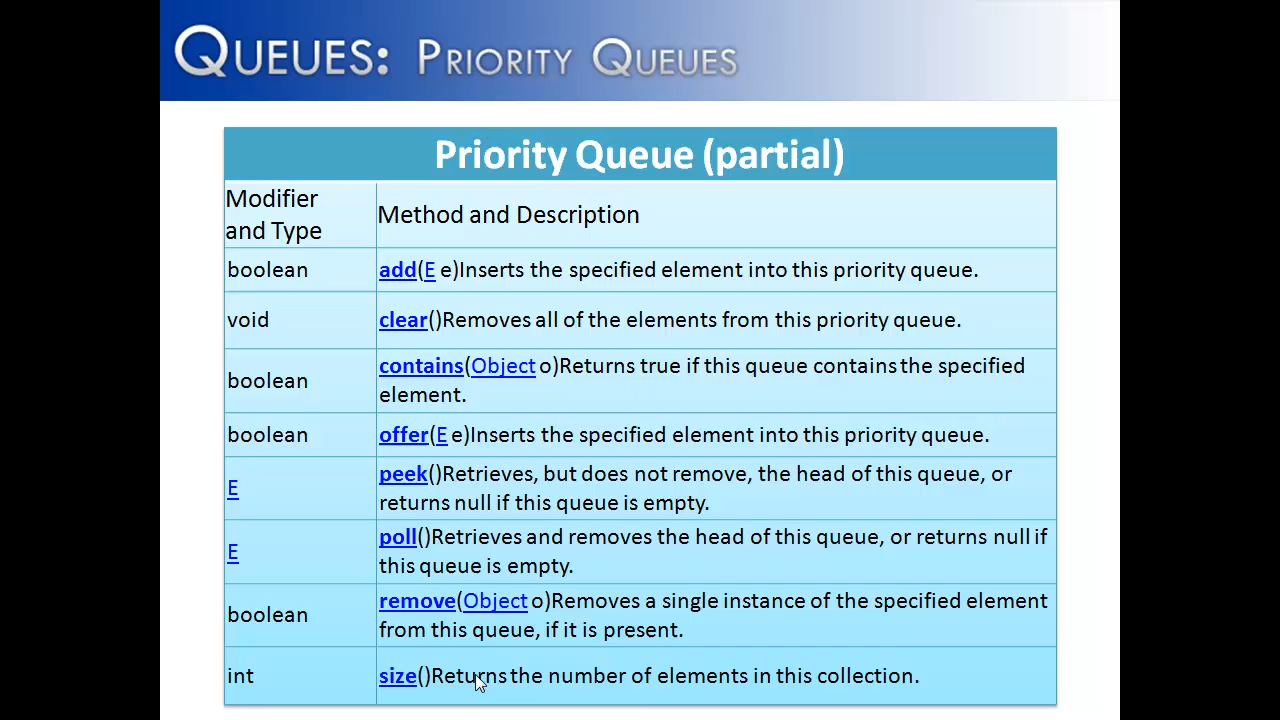 Queues: Priority Queues
Priority Queue (partial)
Modifier
and Type
Method and Description
boolean
add(E e)Inserts the specified element into this priority queue.
void
clear()Removes all of the elements from this priority queue.
boolean
contains(Object o)Returns true if this queue contains the specified
element.
boolean
offer(E e)Inserts the specified element into this priority queue.
E
peek()Retrieves, but does not remove, the head of this queue, or
returns null if this queue is empty.
E
poll()Retrieves and removes the head of this queue, or returns null if
this queue is empty.
boolean
remove(Object o)Removes a single instance of the specified element
from this queue, if it is present.
int
size()Returns the number of elements in this collection.